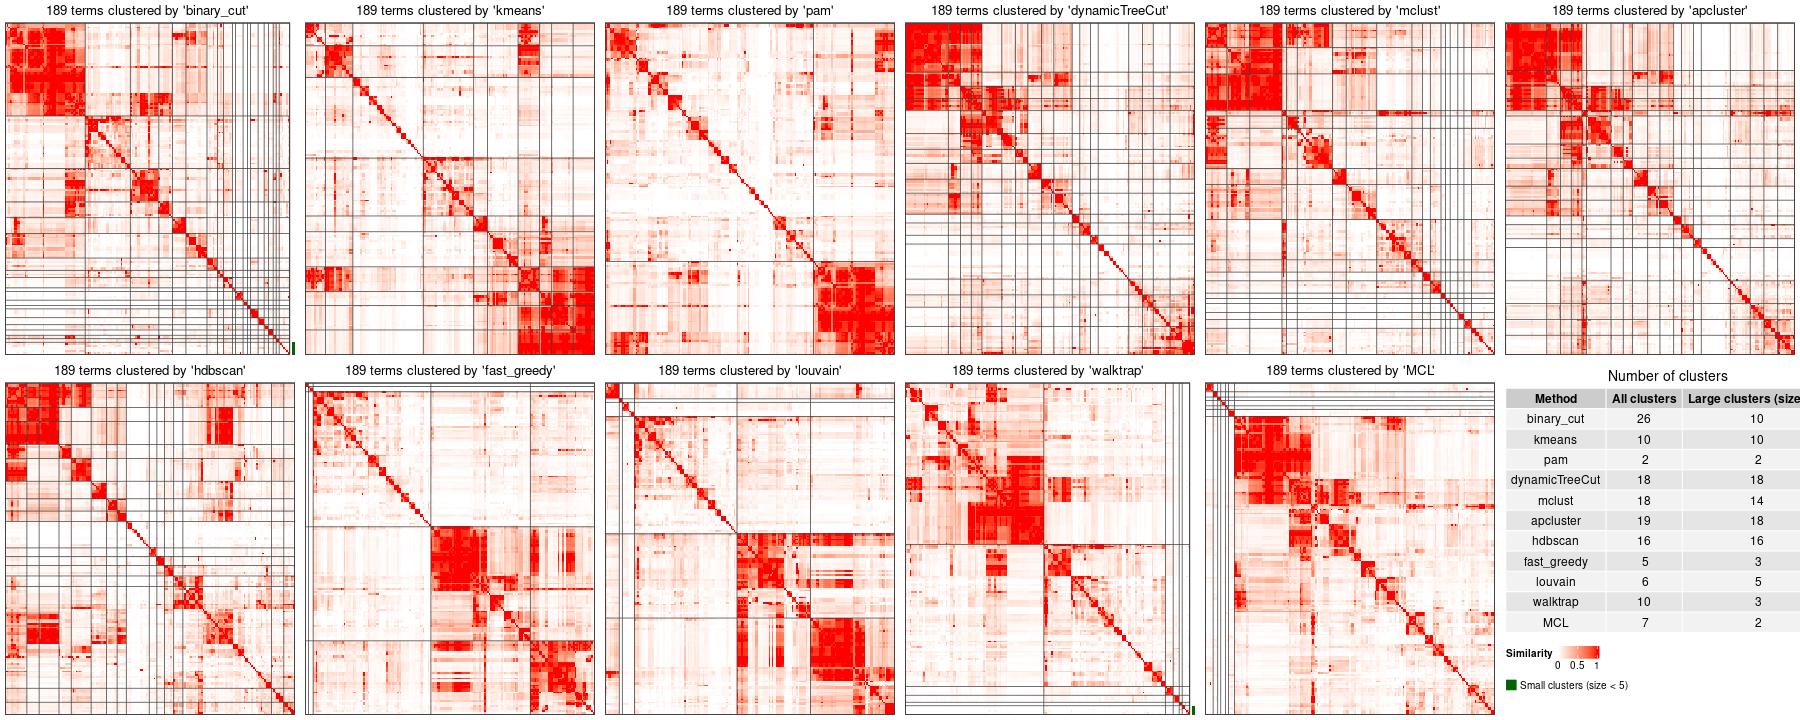 189 terms clustered by 'binary_cut'
189 terms clustered by 'kmeans'
189 terms clustered by 'pam'
189 terms clustered by 'dynamicTreeCut'
189 terms clustered by 'mclust'
189 terms clustered by 'apcluster'
189 terms clustered by 'hdbscan'
189 terms clustered by 'fast_greedy'
189 terms clustered by 'louvain'
189 terms clustered by 'walktrap'
189 terms clustered by 'MCL'
Number of clusters
Method All clusters Large clusters (size
binary_cut 26 10
kmeans 10 10
pam 2 2
dynamicTreeCut 18 18
mclust 18 14
apcluster 19 18
hdbscan 16 16
fast_greedy 5 3
louvain 6 5
walktrap 10 3
MCL 7 2
Similarity
0 0.5 1
Small clusters (size < 5)